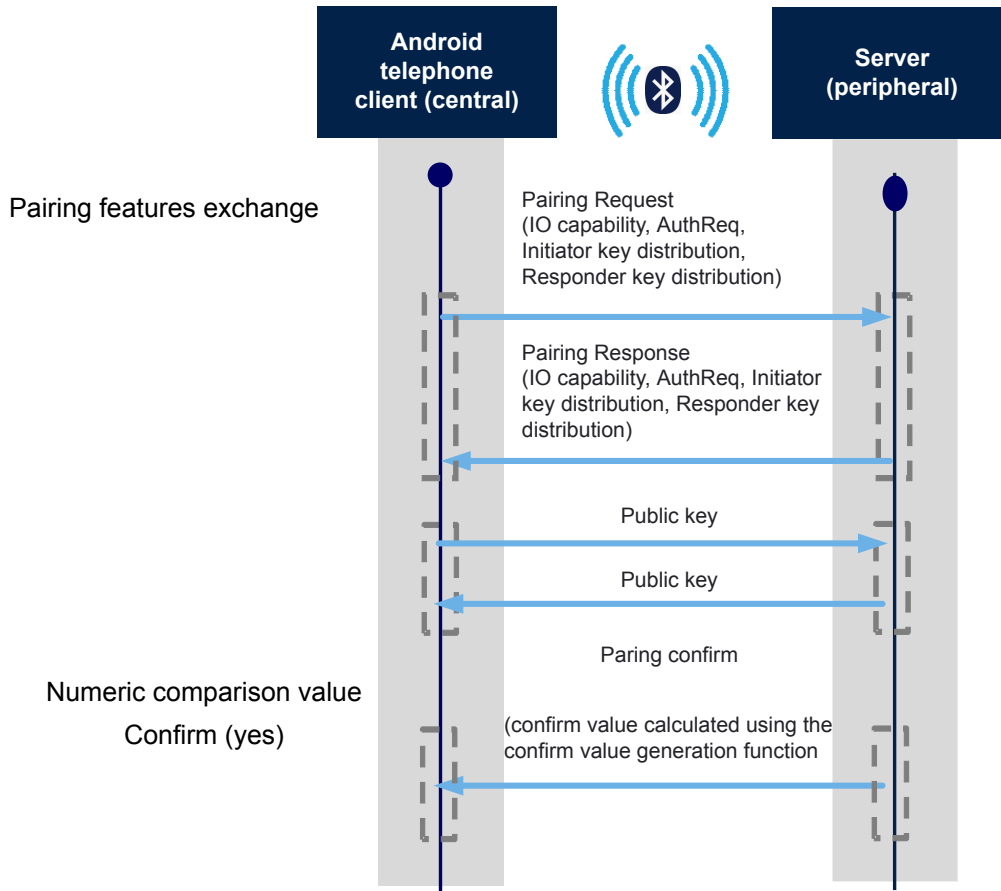 Android
telephone
client (central)
Server
(peripheral)
Pairing features exchange
Pairing Request
(IO capability, AuthReq,
Initiator key distribution,
Responder key distribution)
Pairing Response
(IO capability, AuthReq, Initiator
key distribution, Responder key
distribution)
Public key
Public key
Paring confirm
Numeric comparison value
Confirm (yes)
(confirm value calculated using the
confirm value generation function